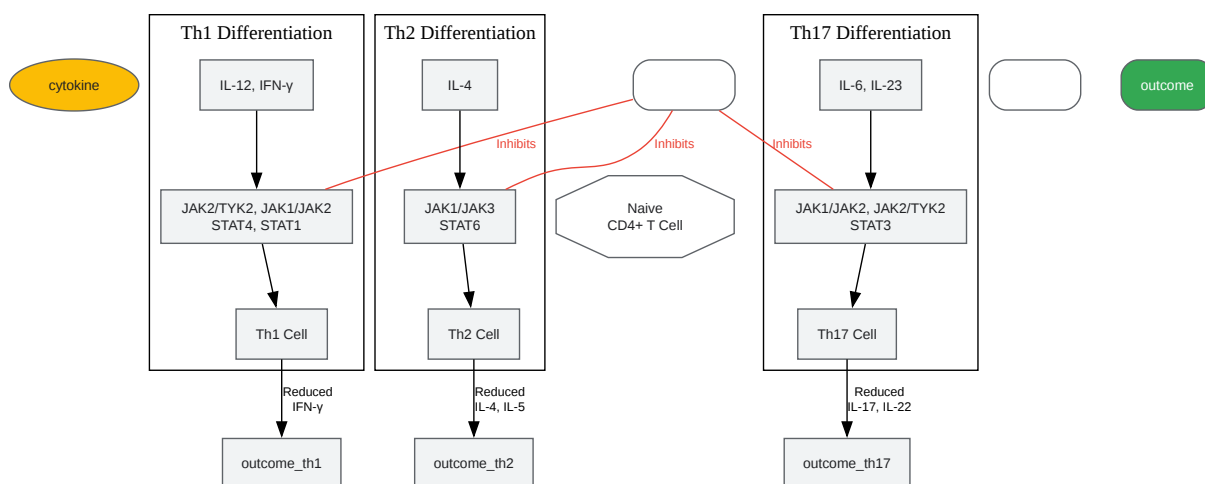 Th1 Differentiation
Th2 Differentiation
Th17 Differentiation
cytokine
IL-12, IFN-γ
IL-4
IL-6, IL-23
outcome
Inhibits
Inhibits
Inhibits
JAK2/TYK2, JAK1/JAK2
STAT4, STAT1
JAK1/JAK3
STAT6
Naive
CD4+ T Cell
JAK1/JAK2, JAK2/TYK2
STAT3
Th1 Cell
Th2 Cell
Th17 Cell
Reduced
IFN-γ
Reduced
IL-4, IL-5
Reduced
IL-17, IL-22
outcome_th1
outcome_th2
outcome_th17